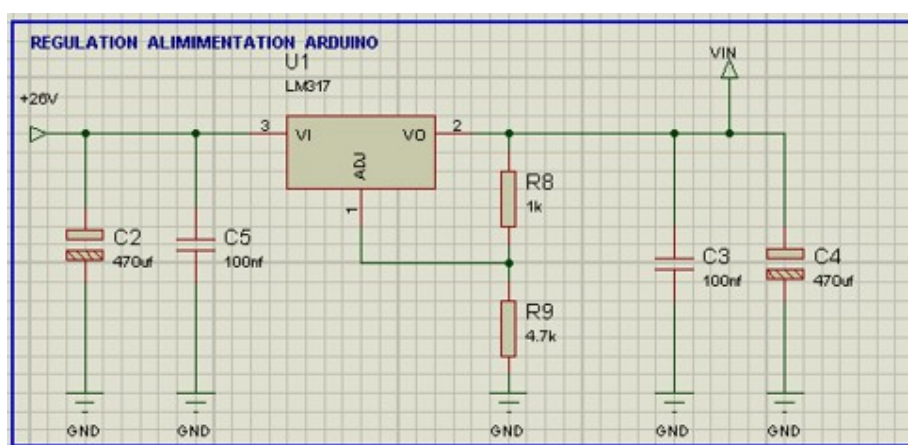 REGULATION ALIMIMENTATION ARDUINO
U1
LM317
+26V
VIN
3
VI
VO
2
ADJ
1
R8
1k
C2
470uf
C5
100nf
C3
100nf
C4
470uf
R9
4.7k
GND
GND
GND
GND
GND